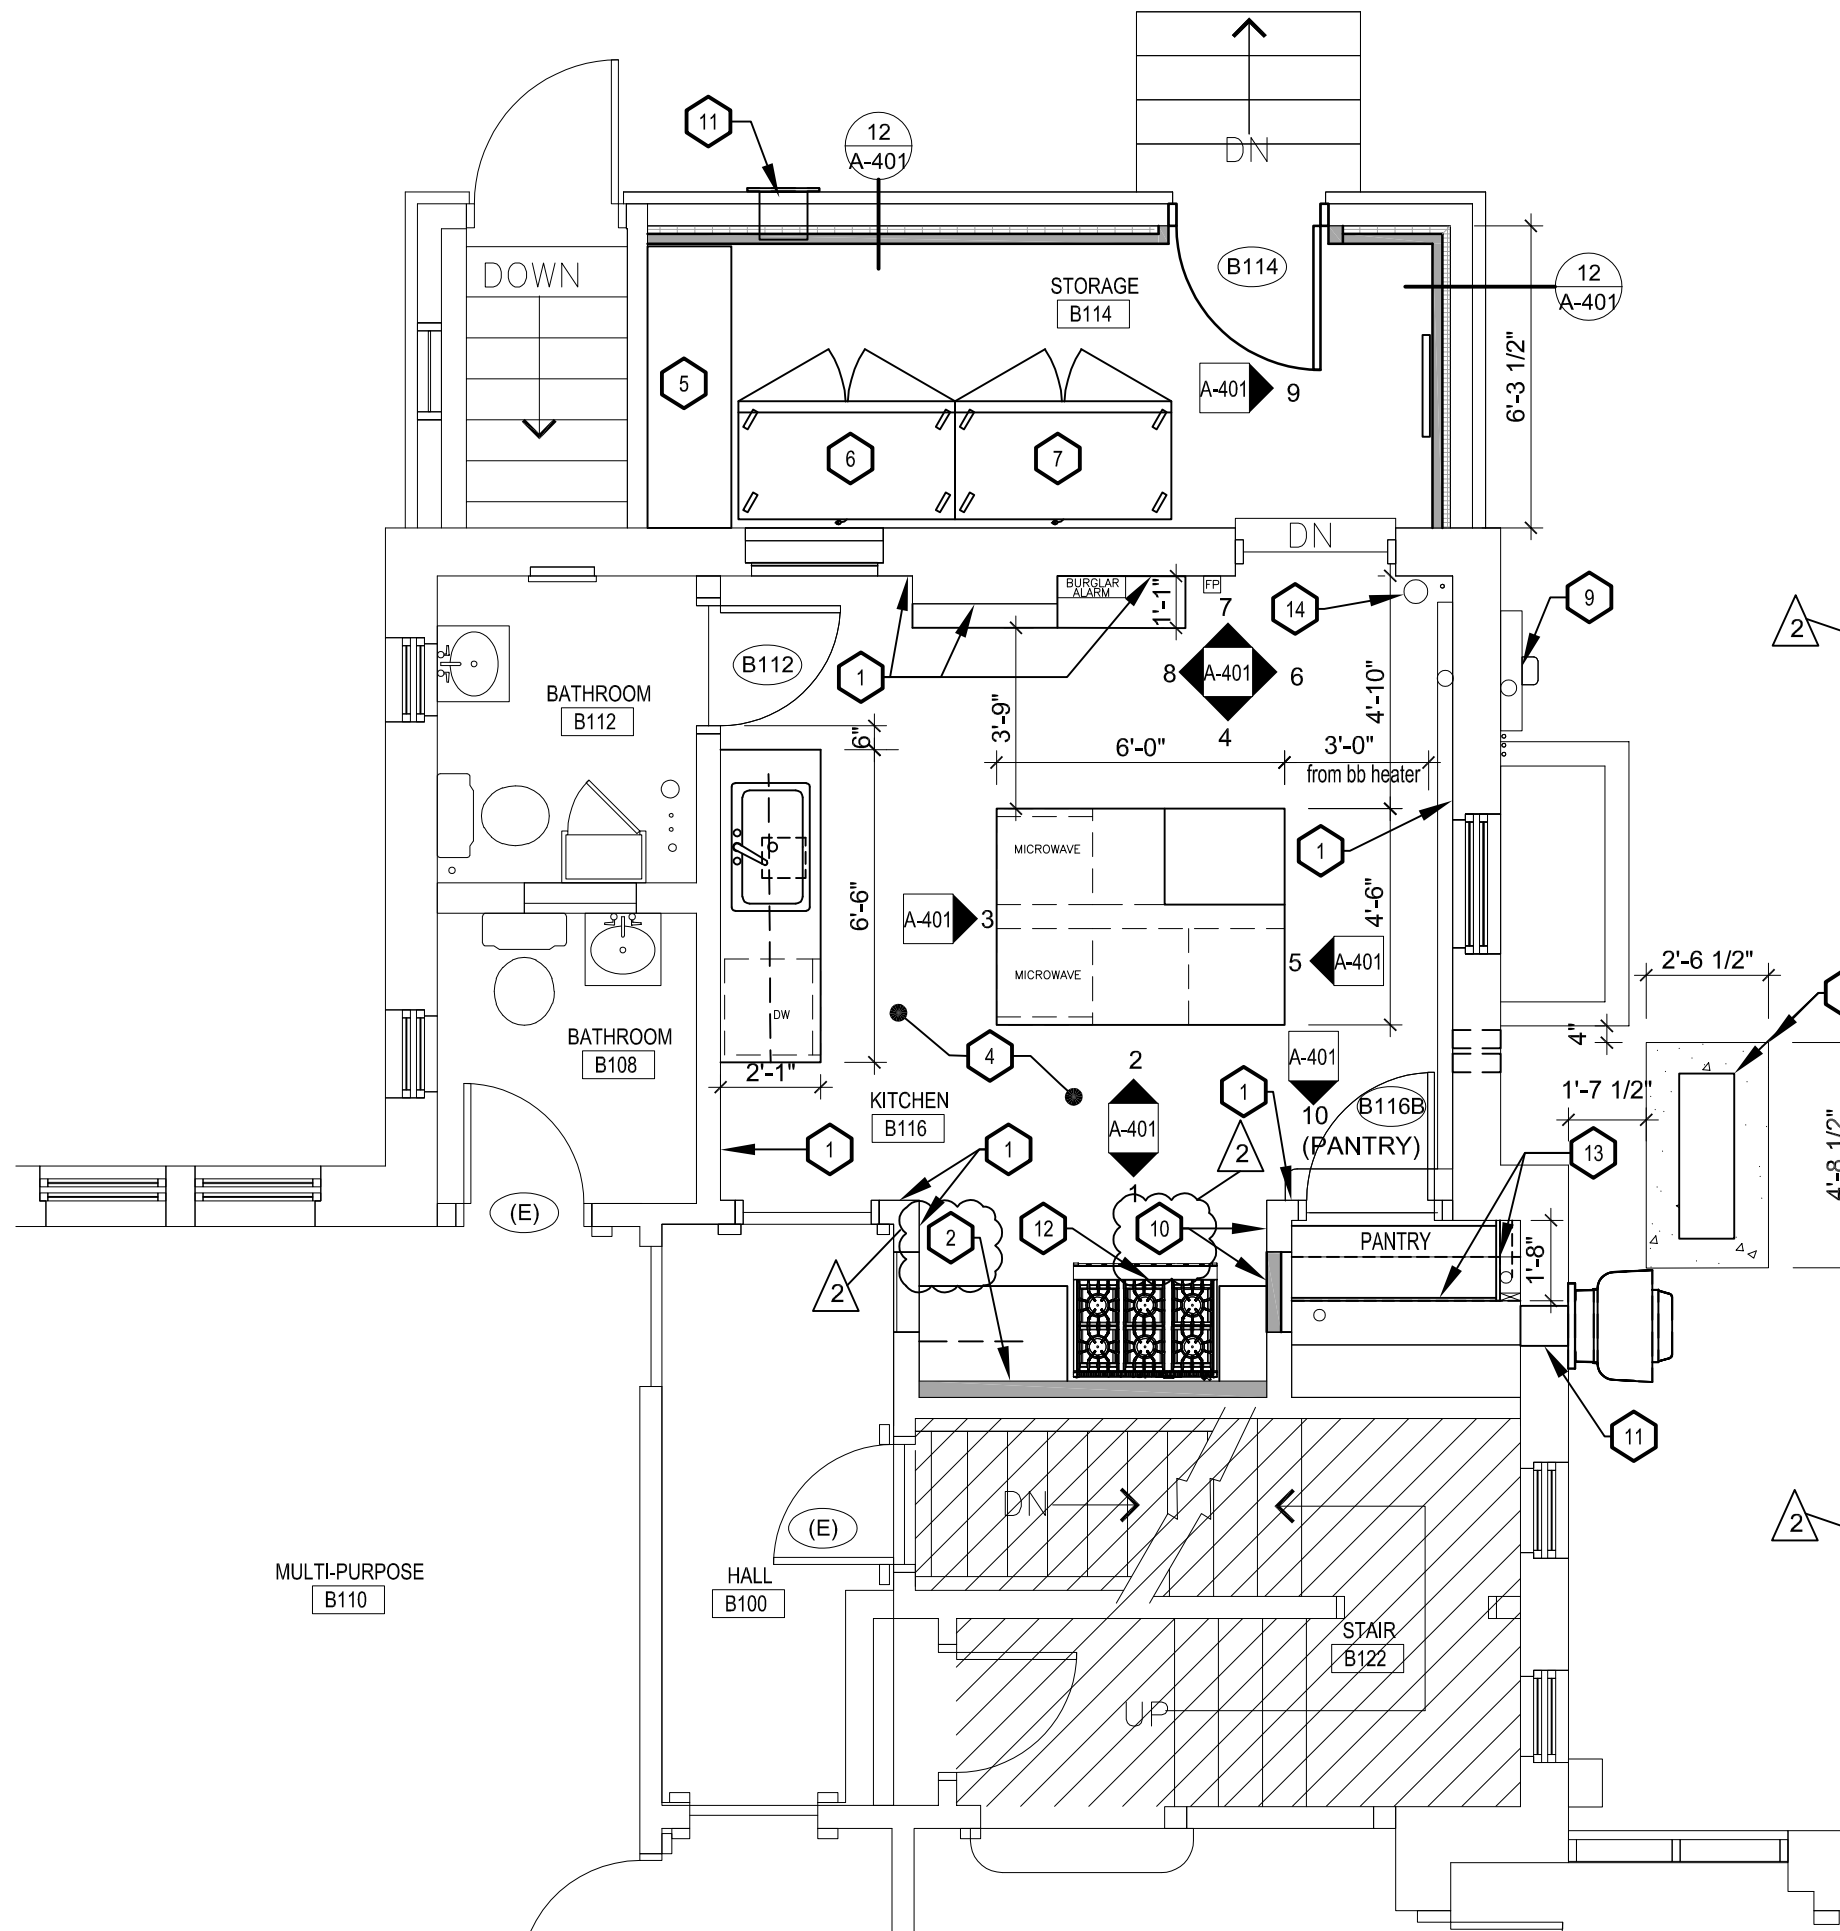 DN
11
12
A-401
DOWN
STORAGE
B114
B114
12
A-401
5
A-401
9
6'-3 1/2"
6
7
DN
BURGLAR
ALARM
FP
1'-1"
14
9
2
7
8
A-401
6
4
1
B112
BATHROOM
B112
6"
3'-9"
4'-10"
6'-0"
3'-0"
from bb heater
MICROWAVE
1
6'-6"
4'-6"
A-401
3
5
A-401
MICROWAVE
2'-6 1/2"
DW
4
4"
BATHROOM
B108
2'-1"
KITCHEN
B116
2
A-401
1
1
A-401
10
(PANTRY)
B116B
1'-7 1/2"
4'-8 1/2"
1
1
2
13
(E)
2
12
10
PANTRY
1'-8"
2
11
DN
(E)
2
MULTI-PURPOSE
B110
HALL
B100
STAIR
B122
UP